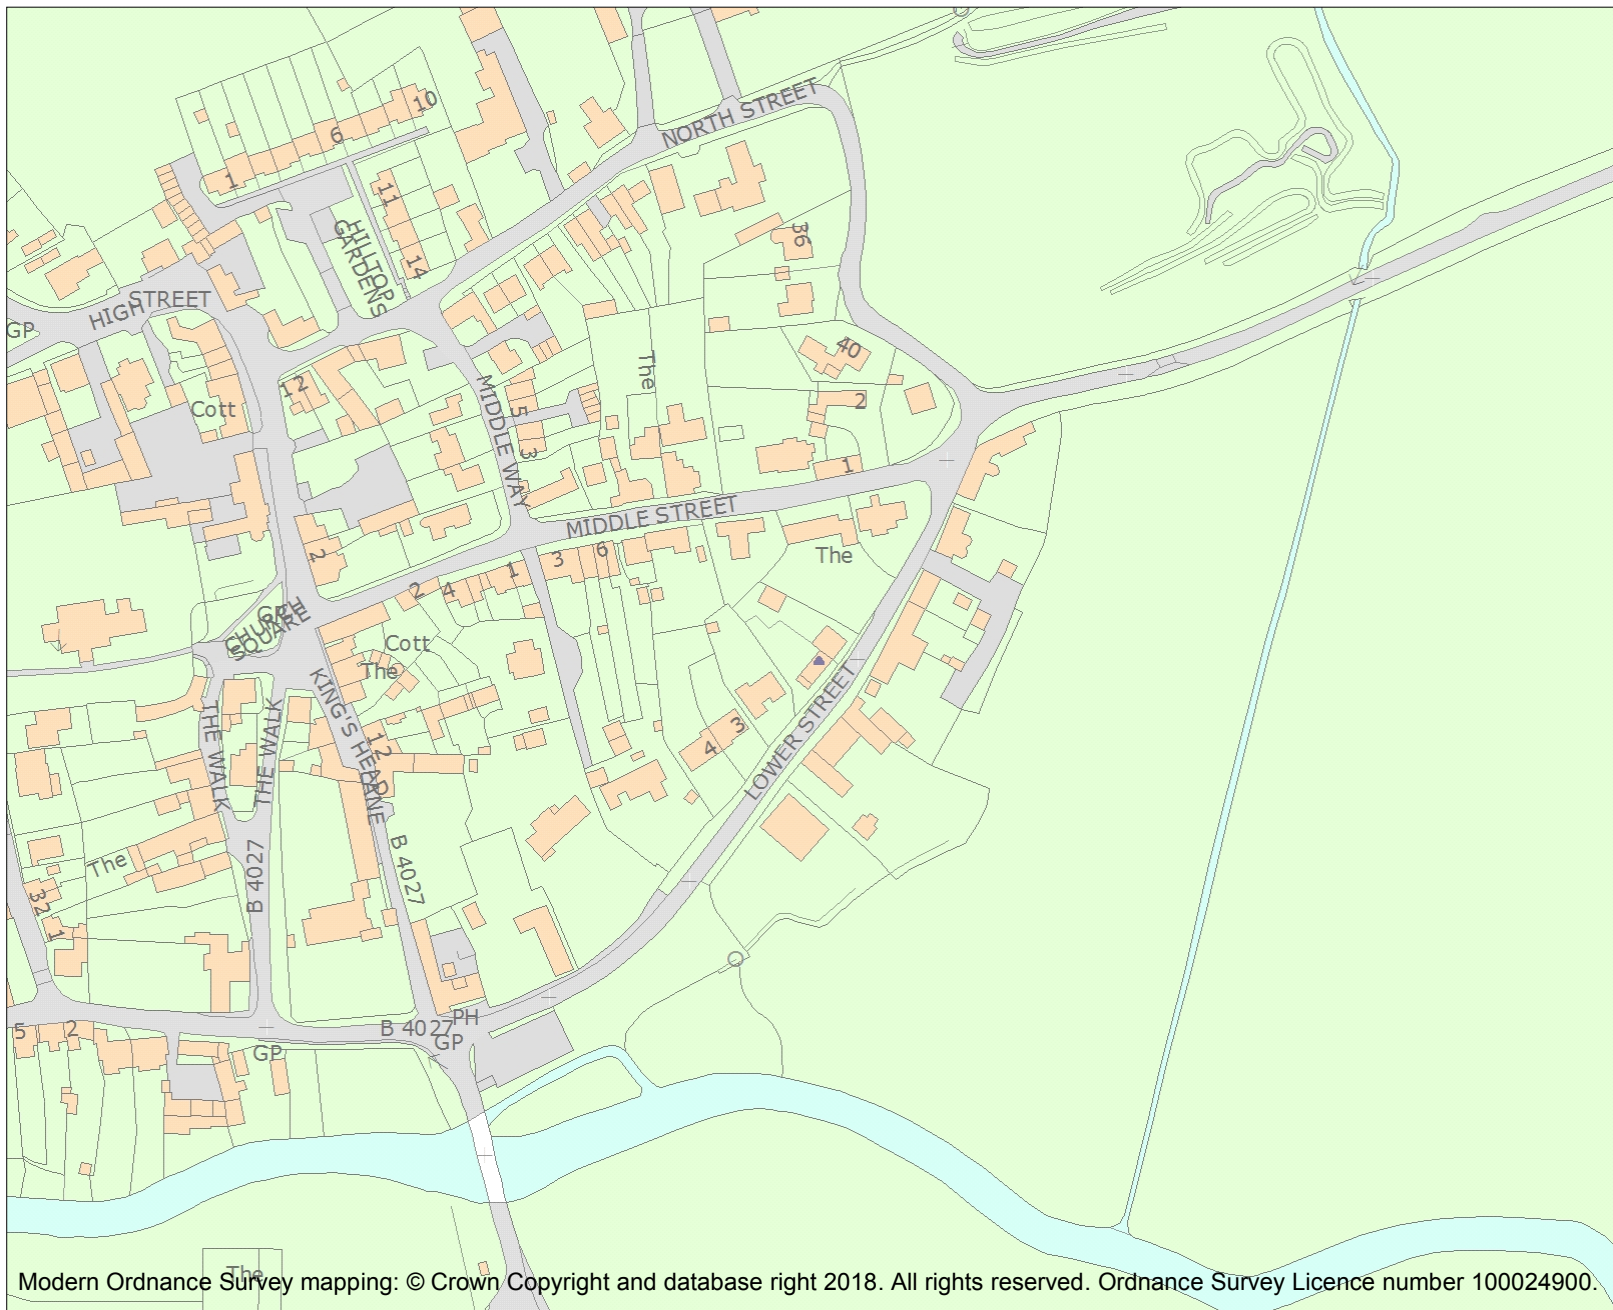 10
NORTH STREET
6
1
11
36
HILLTOP
GARDENS
14
HIGH STREET
GP
40
The
12
2
Cott
MIDDLE WAY
5
3
1
MIDDLE STREET
The
2
3
6
1
2
4
GP
CHURCH
SQUARE
Cott
The
KING'S HEAD
LANE
THE WALK
THE WALK
12
3
4
LOWER STREET
B 4027
B 4027
The
32
1
5
2
B 4027
PH
GP
GP
The
Modern Ordnance Survey mapping: © Crown Copyright and database right 2018. All rights reserved. Ordnance Survey Licence number 100024900.